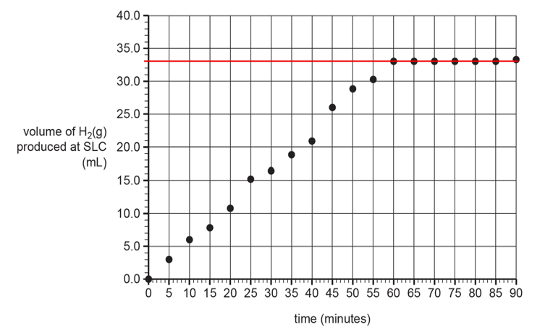 40.0
35.0
30.0
25.0
20.0
15.0
10.0
5.0
0.0
volume of H₂(g)
produced at SLC
(mL)
0 5 10 15 20 25 30 35 40 45 50 55 60 65 70 75 80 85 90
time (minutes)